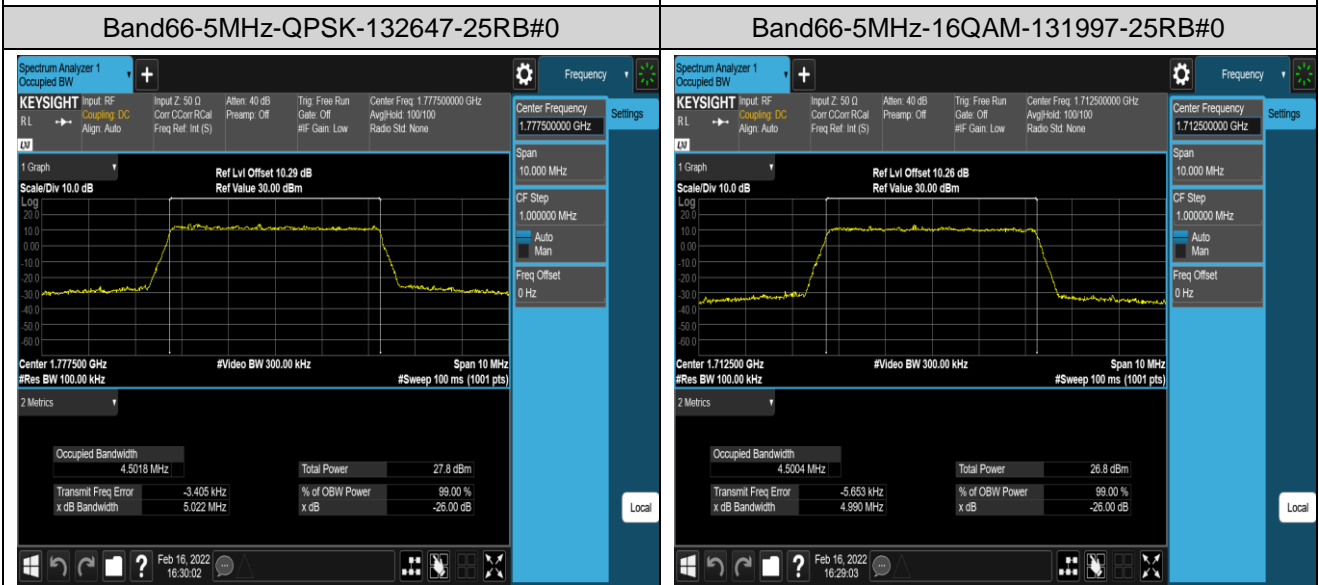 Band66-5MHz-QPSK-132647-25RB#0
Spectrum Analyzer 1
Occupied BW
+
Frequency
KEYSIGHT
RL
LXI
Input: RF
Coupling: DC
Align: Auto
Input Z: 50 Ω
Corr CCorr RCal
Freq Ref: Int (S)
Atten: 40 dB
Preamp: Off
Trig: Free Run
Gate: Off
#IF Gain: Low
Center Freq: 1.777500000 GHz
Avg|Hold: 100/100
Radio Std: None
Center Frequency
1.777500000 GHz
Settings
Span
10.000 MHz
CF Step
1.000000 MHz
Auto
Man
Freq Offset
0 Hz
Local
1 Graph
Scale/Div 10.0 dB
Ref Lvl Offset 10.29 dB
Ref Value 30.00 dBm
Log
20.0
10.0
0.00
-10.0
-20.0
-30.0
-40.0
-50.0
-60.0
Center 1.777500 GHz
#Video BW 300.00 kHz
Span 10 MHz
#Res BW 100.00 kHz
#Sweep 100 ms (1001 pts)
2 Metrics
Occupied Bandwidth
4.5018 MHz
Total Power 27.8 dBm
Transmit Freq Error -3.405 kHz
% of OBW Power 99.00 %
x dB Bandwidth 5.022 MHz
x dB -26.00 dB
?
Feb 16, 2022
16:30:02
Band66-5MHz-16QAM-131997-25RB#0
Spectrum Analyzer 1
Occupied BW
+
Frequency
KEYSIGHT
RL
LXI
Input: RF
Coupling: DC
Align: Auto
Input Z: 50 Ω
Corr CCorr RCal
Freq Ref: Int (S)
Atten: 40 dB
Preamp: Off
Trig: Free Run
Gate: Off
#IF Gain: Low
Center Freq: 1.712500000 GHz
Avg|Hold: 100/100
Radio Std: None
Center Frequency
1.712500000 GHz
Settings
Span
10.000 MHz
CF Step
1.000000 MHz
Auto
Man
Freq Offset
0 Hz
Local
1 Graph
Scale/Div 10.0 dB
Ref Lvl Offset 10.26 dB
Ref Value 30.00 dBm
Log
20.0
10.0
0.00
-10.0
-20.0
-30.0
-40.0
-50.0
-60.0
Center 1.712500 GHz
#Video BW 300.00 kHz
Span 10 MHz
#Res BW 100.00 kHz
#Sweep 100 ms (1001 pts)
2 Metrics
Occupied Bandwidth
4.5004 MHz
Total Power 26.8 dBm
Transmit Freq Error -5.653 kHz
% of OBW Power 99.00 %
x dB Bandwidth 4.990 MHz
x dB -26.00 dB
?
Feb 16, 2022
16:29:03